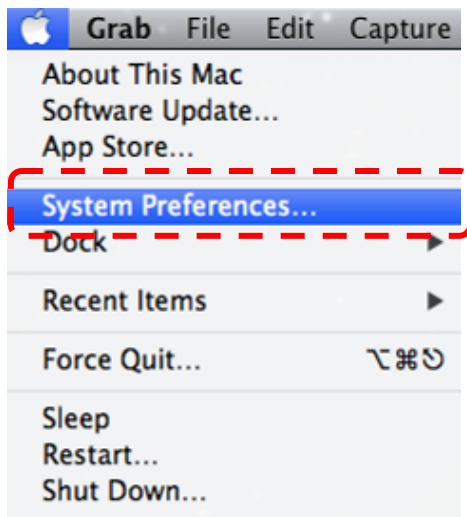 Grab File Edit Capture
About This Mac
Software Update...
App Store...
System Preferences...
Dock ▶
Recent Items ▶
Force Quit... ⌥⌘⎋
Sleep
Restart...
Shut Down...